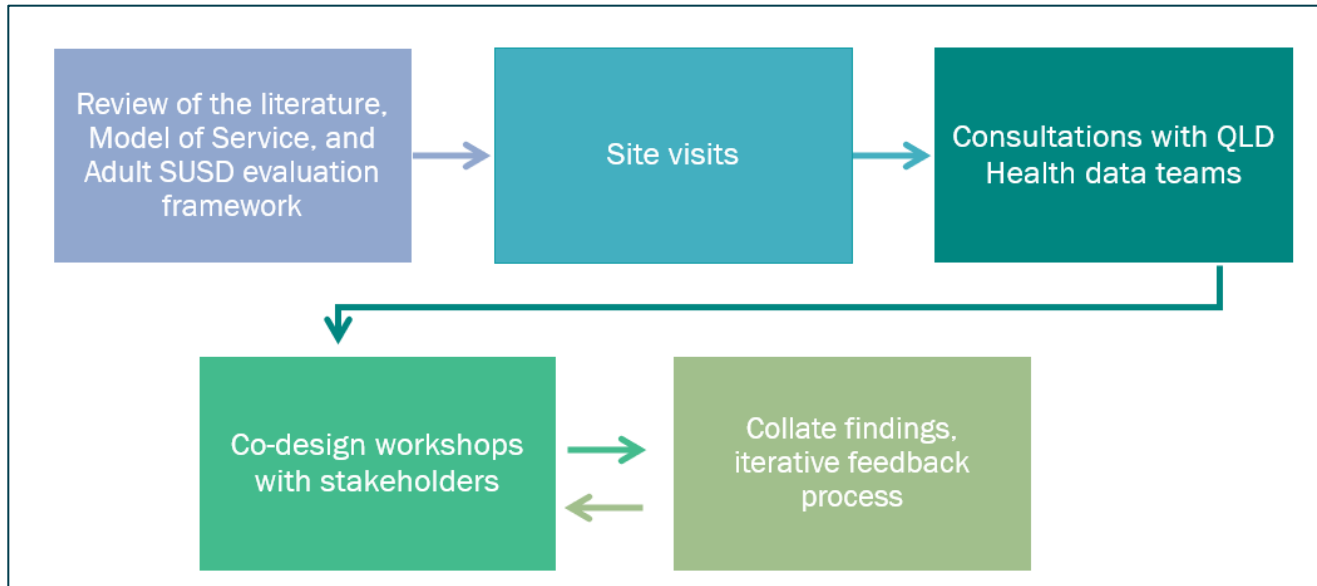 Review of the literature,
Model of Service, and
Adult SUSD evaluation
framework
Site visits
Consultations with QLD
Health data teams
Co-design workshops
with stakeholders
Collate findings,
iterative feedback
process